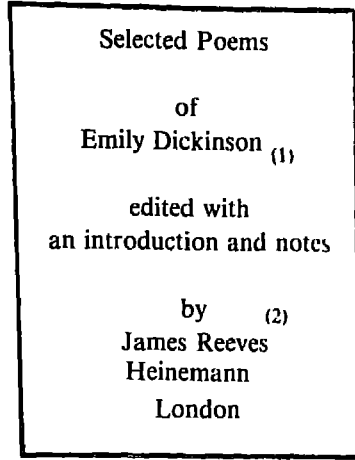 Selected Poems
of
Emily Dickinson (1)
edited with
an introduction and notes
by (2)
James Reeves
Heinemann
London